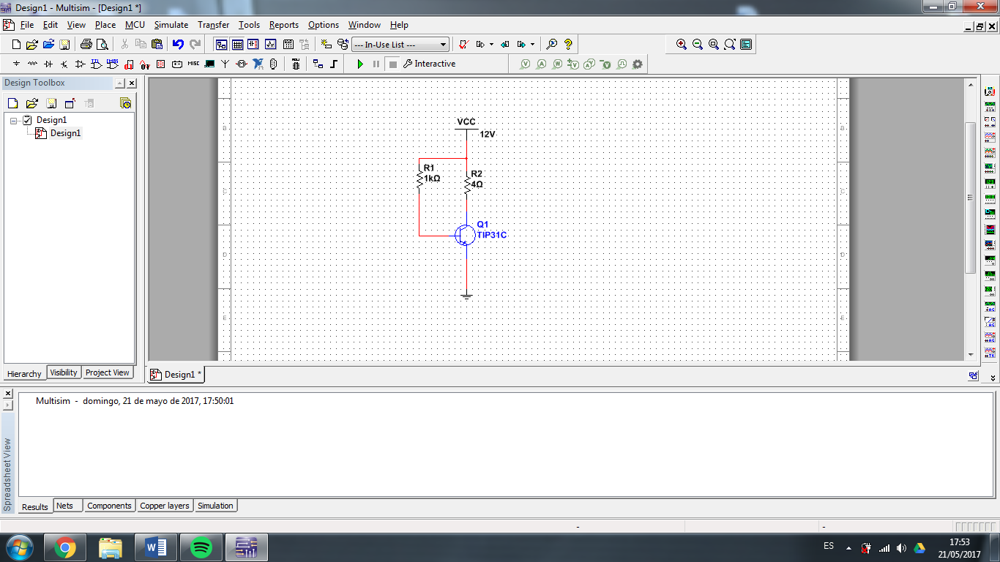 Design1 - Multisim - [Design1 *]
File Edit View Place MCU Simulate Transfer Tools Reports Options Window Help
--- In-Use List ---
MISC
Interactive
Design Toolbox
Design1
Design1
VCC
12V
R1
1kΩ
R2
4Ω
Q1
TIP31C
B
C
D
E
B
C
D
E
Hierarchy Visibility Project View
Design1 *
Multisim - domingo, 21 de mayo de 2017, 17:50:01
Spreadsheet View
Results Nets Components Copper layers Simulation
- -
ES
17:53
21/05/2017